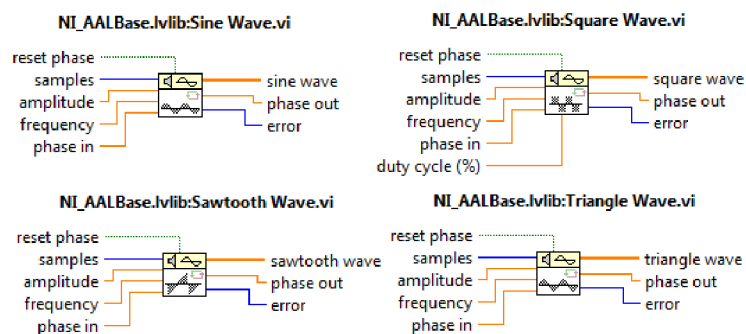 NI_AALBase.lvlib:Sine Wave.vi
reset phase
samples
amplitude
frequency
phase in
sine wave
phase out
error
NI_AALBase.lvlib:Square Wave.vi
reset phase
samples
amplitude
frequency
phase in
duty cycle (%)
square wave
phase out
error
NI_AALBase.lvlib:Sawtooth Wave.vi
reset phase
samples
amplitude
frequency
phase in
sawtooth wave
phase out
error
NI_AALBase.lvlib:Triangle Wave.vi
reset phase
samples
amplitude
frequency
phase in
triangle wave
phase out
error